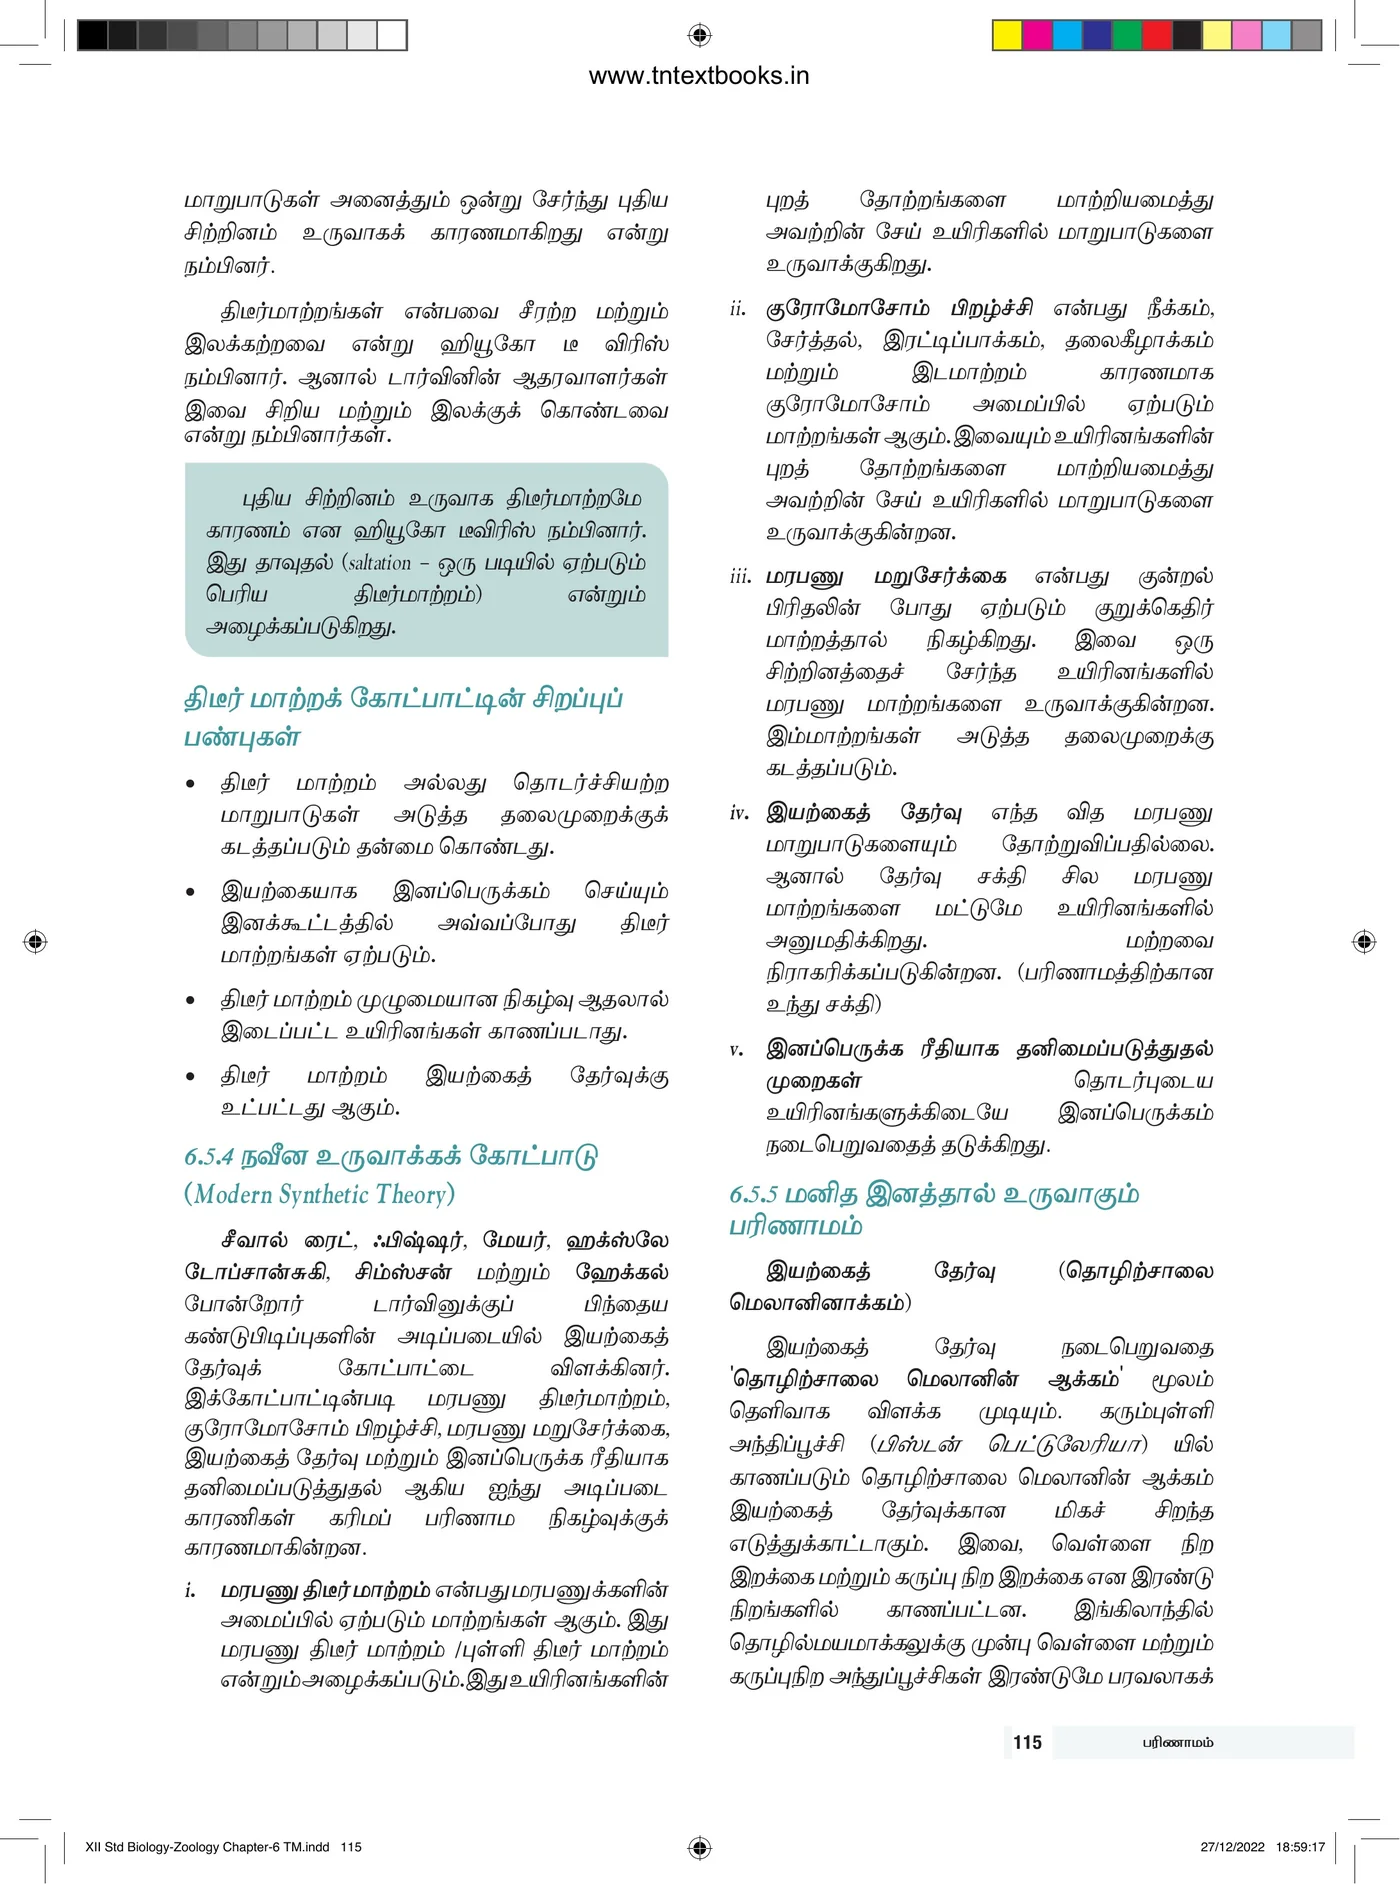 www.tntextbooks.in
மாறுபாடுகள் அனைத்தும் ஒன்று சேர்ந்து புதிய
சிற்றினம் உருவாகக் காரணமாகிறது என்று
நம்பினர்.
திடீர்மாற்றங்கள் என்பவை சீரற்ற மற்றும்
இலக்கற்றவை என்று ஹியூகோ டீ விரிஸ்
நம்பினார். ஆனால் டார்வினின் ஆதரவாளர்கள்
இவை சிறிய மற்றும் இலக்குக் கொண்டவை
என்று நம்பினார்கள்.
புதிய சிற்றினம் உருவாக திடீர்மாற்றமே
காரணம் என ஹியூகோ டீவிரிஸ் நம்பினார்.
இது தாவுதல் (saltation – ஒரு படியில் ஏற்படும்
பெரிய திடீர்மாற்றம்) என்றும்
அழைக்கப்படுகிறது.
திடீர் மாற்றக் கோட்பாட்டின் சிறப்புப்
பண்புகள்
• திடீர் மாற்றம் அல்லது தொடர்ச்சியற்ற
மாறுபாடுகள் அடுத்த தலைமுறைக்குக்
கடத்தப்படும் தன்மை கொண்டது.
• இயற்கையாக இனப்பெருக்கம் செய்யும்
இனக்கூட்டத்தில் அவ்வப்போது திடீர்
மாற்றங்கள் ஏற்படும்.
• திடீர் மாற்றம் முழுமையான நிகழ்வு ஆதலால்
இடைப்பட்ட உயிரினங்கள் காணப்படாது.
• திடீர் மாற்றம் இயற்கைத் தேர்வுக்கு
உட்பட்டது ஆகும்.
6.5.4 நவீன உருவாக்கக் கோட்பாடு
(Modern Synthetic Theory)
சீவால் ரைட், ஃபிஷ்ஷர், மேயர், ஹக்ஸ்லே
டோப்சான்சுகி, சிம்ஸ்சன் மற்றும் ஹேக்கல்
போன்றோர் டார்வினுக்குப் பிந்தைய
கண்டுபிடிப்புகளின் அடிப்படையில் இயற்கைத்
தேர்வுக் கோட்பாட்டை விளக்கினர்.
இக்கோட்பாட்டின்படி மரபணு திடீர்மாற்றம்,
குரோமோசோம் பிறழ்ச்சி, மரபணு மறுசேர்க்கை,
இயற்கைத் தேர்வு மற்றும் இனப்பெருக்க ரீதியாக
தனிமைப்படுத்துதல் ஆகிய ஐந்து அடிப்படை
காரணிகள் கரிமப் பரிணாம நிகழ்வுக்குக்
காரணமாகின்றன.
i. மரபணு திடீர்மாற்றம் என்பது மரபணுக்களின்
அமைப்பில் ஏற்படும் மாற்றங்கள் ஆகும். இது
மரபணு திடீர் மாற்றம் /புள்ளி திடீர் மாற்றம்
என்றும் அழைக்கப்படும். இது உயிரினங்களின்
புறத் தோற்றங்களை மாற்றியமைத்து
அவற்றின் சேய் உயிரிகளில் மாறுபாடுகளை
உருவாக்குகிறது.
ii. குரோமோசோம் பிறழ்ச்சி என்பது நீக்கம்,
சேர்த்தல், இரட்டிப்பாக்கம், தலைகீழாக்கம்
மற்றும் இடமாற்றம் காரணமாக
குரோமோசோம் அமைப்பில் ஏற்படும்
மாற்றங்கள் ஆகும். இவையும் உயிரினங்களின்
புறத் தோற்றங்களை மாற்றியமைத்து
அவற்றின் சேய் உயிரிகளில் மாறுபாடுகளை
உருவாக்குகின்றன.
iii. மரபணு மறுசேர்க்கை என்பது குன்றல்
பிரிதலின் போது ஏற்படும் குறுக்கெதிர்
மாற்றத்தால் நிகழ்கிறது. இவை ஒரு
சிற்றினத்தைச் சேர்ந்த உயிரினங்களில்
மரபணு மாற்றங்களை உருவாக்குகின்றன.
இம்மாற்றங்கள் அடுத்த தலைமுறைக்கு
கடத்தப்படும்.
iv. இயற்கைத் தேர்வு எந்த வித மரபணு
மாறுபாடுகளையும் தோற்றுவிப்பதில்லை.
ஆனால் தேர்வு சக்தி சில மரபணு
மாற்றங்களை மட்டுமே உயிரினங்களில்
அனுமதிக்கிறது. மற்றவை
நிராகரிக்கப்படுகின்றன. (பரிணாமத்திற்கான
உந்து சக்தி)
v. இனப்பெருக்க ரீதியாக தனிமைப்படுத்துதல்
முறைகள் தொடர்புடைய
உயிரினங்களுக்கிடையே இனப்பெருக்கம்
நடைபெறுவதைத் தடுக்கிறது.
6.5.5 மனித இனத்தால் உருவாகும்
பரிணாமம்
இயற்கைத் தேர்வு (தொழிற்சாலை
மெலானினாக்கம்)
இயற்கைத் தேர்வு நடைபெறுவதை
'தொழிற்சாலை மெலானின் ஆக்கம்' மூலம்
தெளிவாக விளக்க முடியும். கரும்புள்ளி
அந்திப்பூச்சி (பிஸ்டன் பெட்டுலேரியா) யில்
காணப்படும் தொழிற்சாலை மெலானின் ஆக்கம்
இயற்கைத் தேர்வுக்கான மிகச் சிறந்த
எடுத்துக்காட்டாகும். இவை, வெள்ளை நிற
இறக்கை மற்றும் கருப்பு நிற இறக்கை என இரண்டு
நிறங்களில் காணப்பட்டன. இங்கிலாந்தில்
தொழில்மயமாக்கலுக்கு முன்பு வெள்ளை மற்றும்
கருப்புநிற அந்துப்பூச்சிகள் இரண்டுமே பரவலாகக்
115 பரிணாமம்
XII Std Biology-Zoology Chapter-6 TM.indd 115
27/12/2022 18:59:17